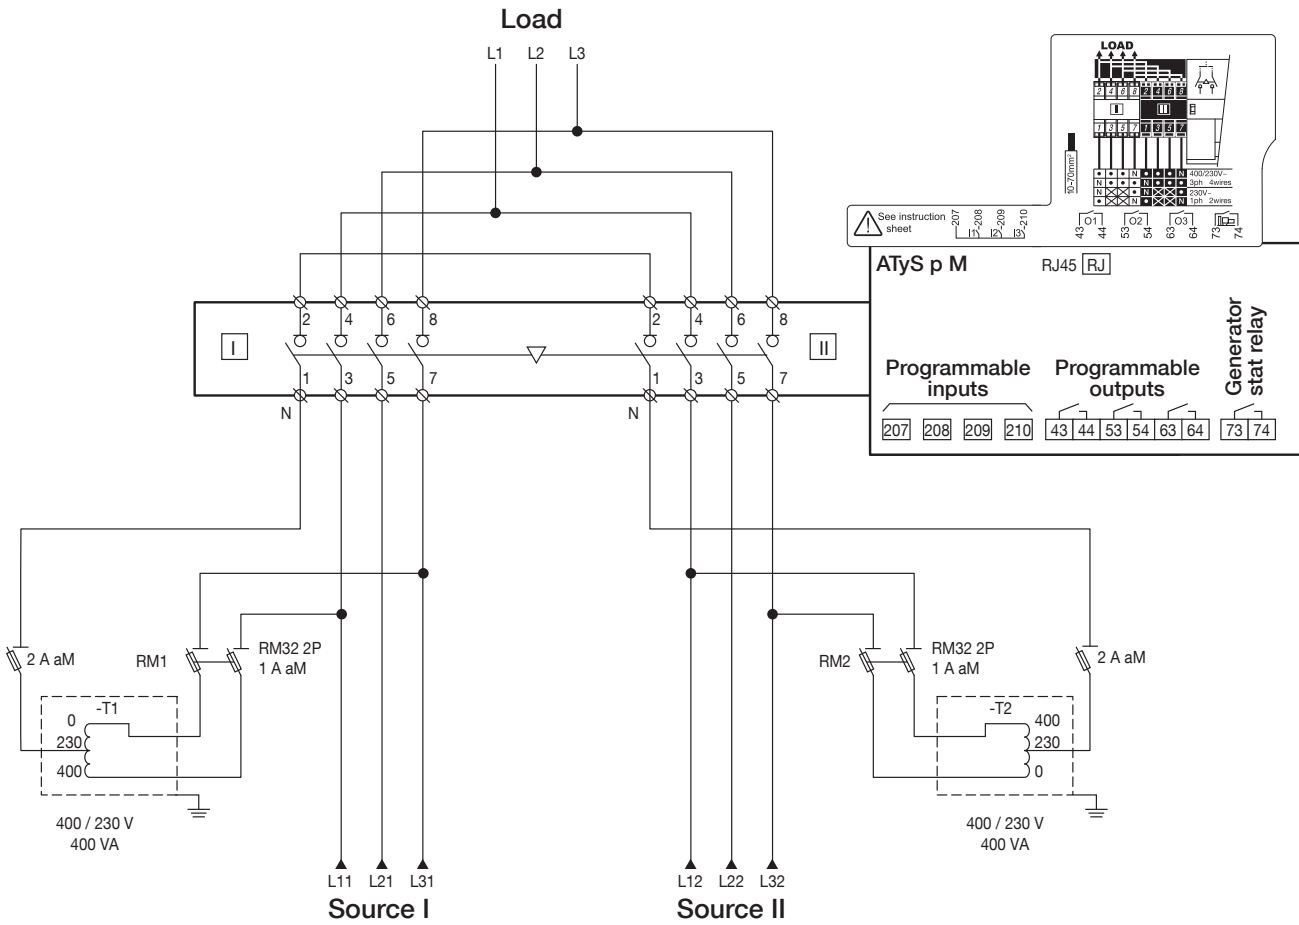 Load
L1 L2 L3
LOAD
2 4 6 8 2 4 6 8
I II
1 3 5 7 1 3 5 7
10-70mm²
N 400/230V~
N N 3ph 4wires
N N 230V~
N N 1ph 2wires
See instruction
sheet
207 208 209 210
I1 I2 I3
O1 O2 O3
43 44 53 54 63 64 73 74
ATyS p M
RJ45 RJ
2 4 6 8
2 4 6 8
I
II
1 3 5 7
1 3 5 7
N
N
Programmable
inputs
207 208 209 210
Programmable
outputs
43 44 53 54 63 64
Generator
stat relay
73 74
2 A aM
RM1
RM32 2P
1 A aM
-T1
0
230
400
400 / 230 V
400 VA
RM2
RM32 2P
1 A aM
2 A aM
-T2
400
230
0
400 / 230 V
400 VA
L11 L21 L31
Source I
L12 L22 L32
Source II